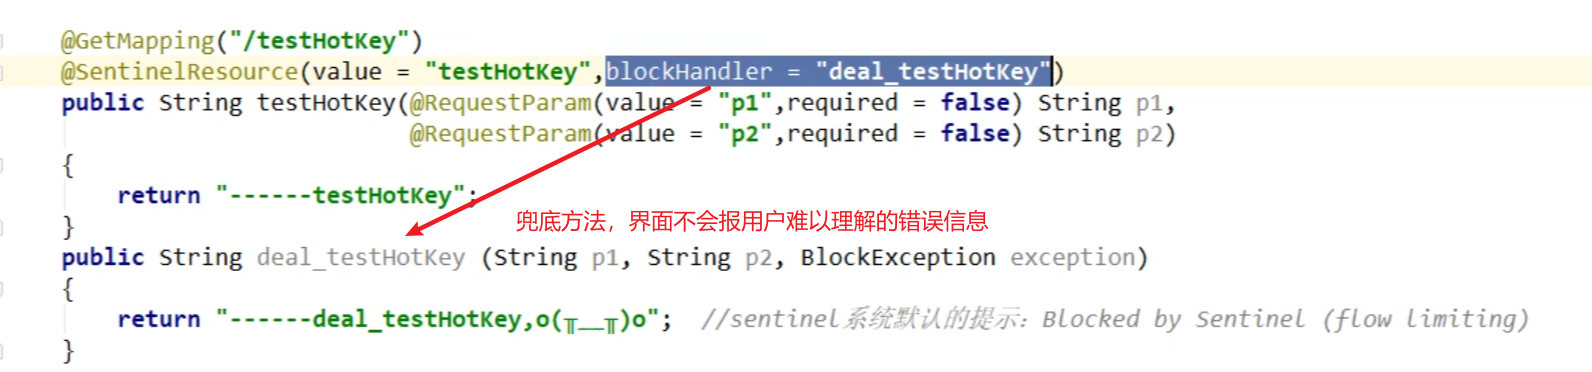 @GetMapping("/testHotKey")
@SentinelResource(value = "testHotKey",blockHandler = "deal_testHotKey")
public String testHotKey(@RequestParam(value = "p1",required = false) String p1,
@RequestParam(value = "p2",required = false) String p2)
{
return "------testHotKey";
}
兜底方法，界面不会报用户难以理解的错误信息
public String deal_testHotKey (String p1, String p2, BlockException exception)
{
return "------deal_testHotKey,o(╥﹏╥)o"; //sentinel系统默认的提示：Blocked by Sentinel (flow limiting)
}